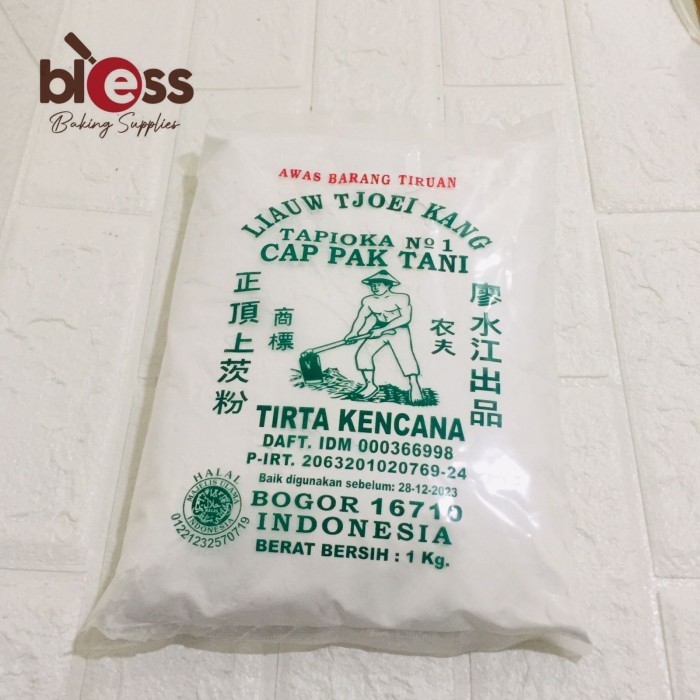 bless
Baking Supplies
AWAS BARANG TIRUAN
LIAUW TJOEI KANG
TAPIOKA Nº 1
CAP PAK TANI
正頂上茨粉
商標
农夫
廖水江出品
TIRTA KENCANA
DAFT. IDM 000366998
P-IRT. 2063201020769-24
Baik digunakan sebelum: 28-12-2023
HALAL
MAJELIS ULAMA
INDONESIA
01221232570719
BOGOR 16710
INDONESIA
BERAT BERSIH : 1 Kg.